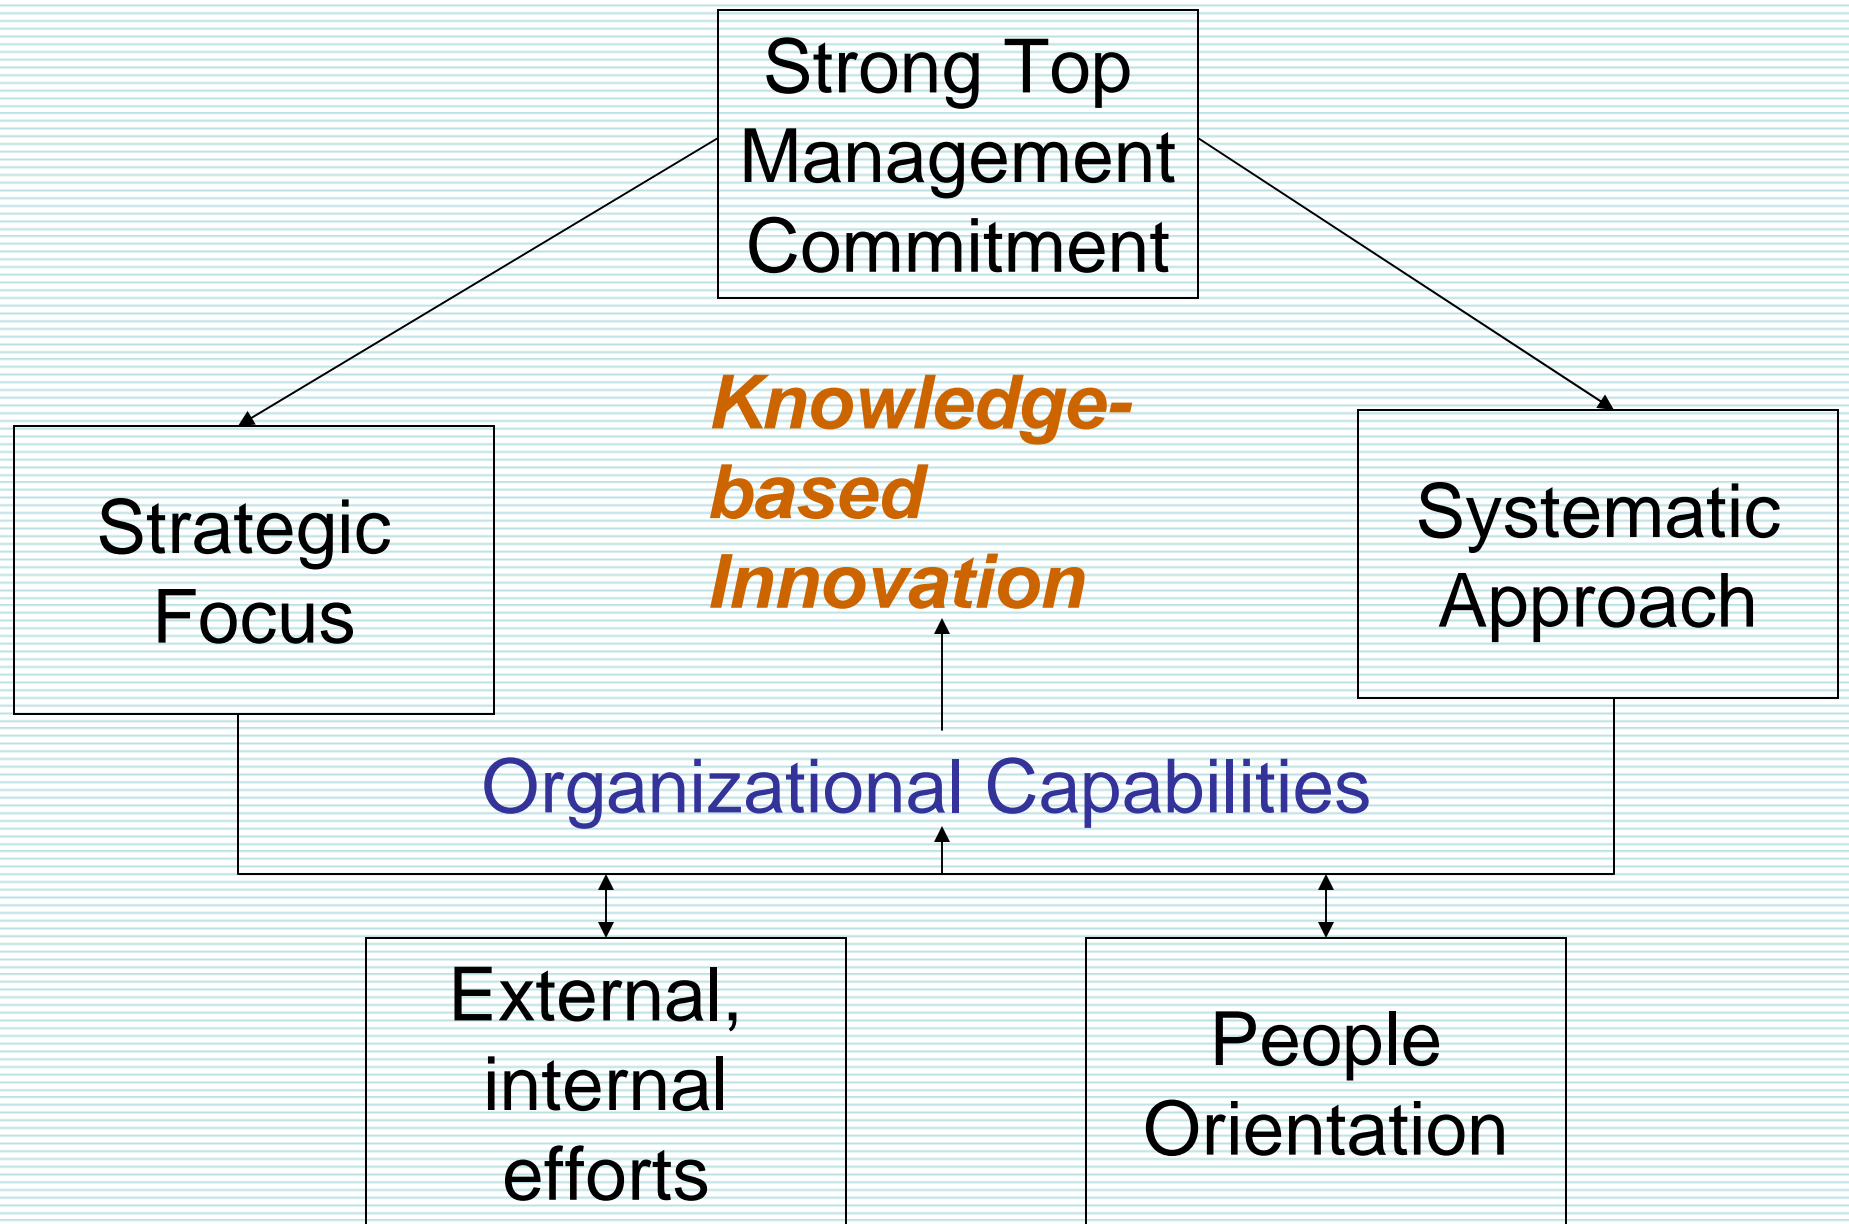 Strong Top
Management
Commitment
Knowledge-
based
Innovation
Strategic
Focus
Systematic
Approach
Organizational Capabilities
External,
internal
efforts
People
Orientation